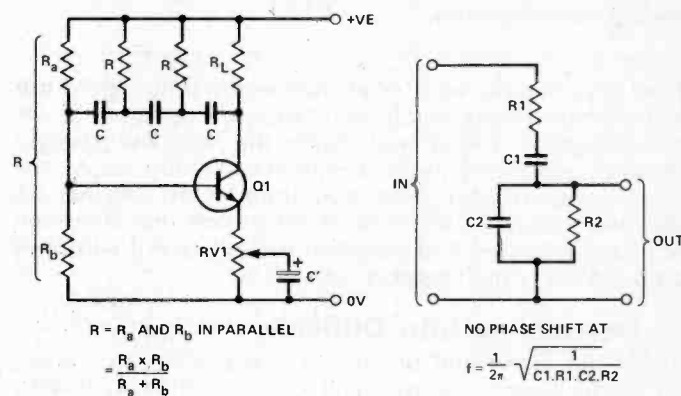 +VE
Ra
R
R
RL
R1
C
C
C
R
C1
IN
Q1
C2
R2
OUT
Rb
RV1
+
C'
0V
R = Ra AND Rb IN PARALLEL
= Ra x Rb / Ra + Rb
NO PHASE SHIFT AT
f = 1/2π √1/C1.R1.C2.R2